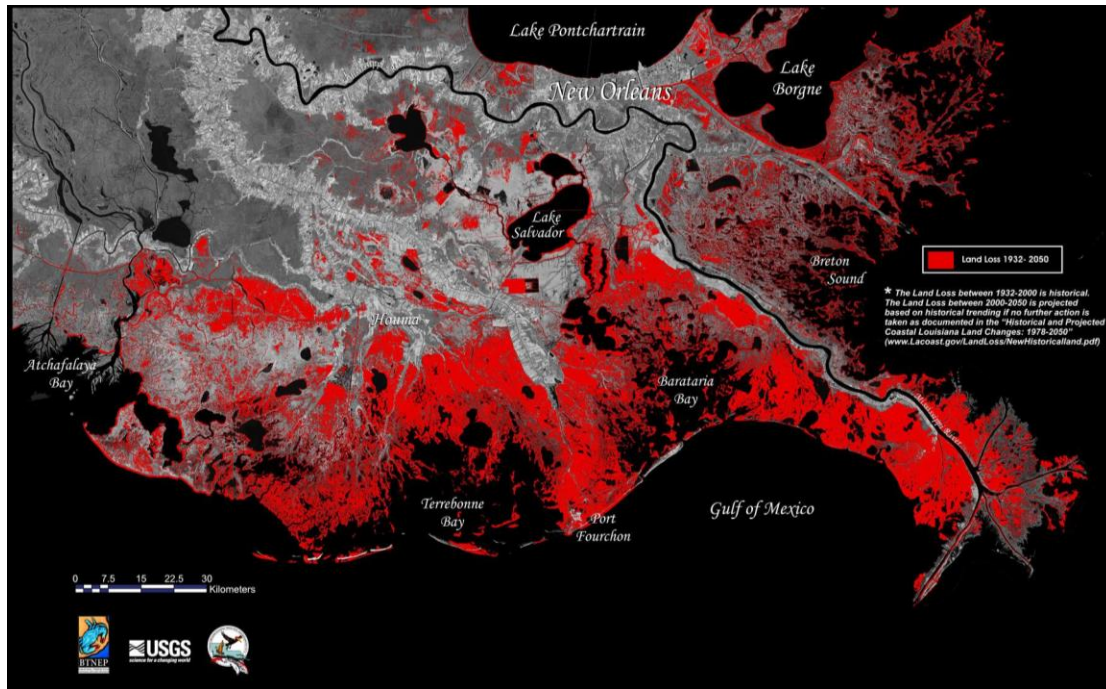 Lake Pontchartrain
Lake
Borgne
New Orleans
Lake
Salvador
Breton
Sound
Land Loss 1932- 2050
* The Land Loss between 1932-2000 is historical.
The Land Loss between 2000-2050 is projected
based on historical trending if no further action is
taken as documented in the "Historical and Projected
Coastal Louisiana Land Changes: 1978-2050"
(www.Lacoast.gov/LandLoss/NewHistoricalland.pdf)
Houma
Atchafalaya
Bay
Barataria
Bay
Mississippi River
Terrebonne
Bay
Port
Fourchon
Gulf of Mexico
0 7.5 15 22.5 30
Kilometers
BTNEP
USGS
science for a changing world